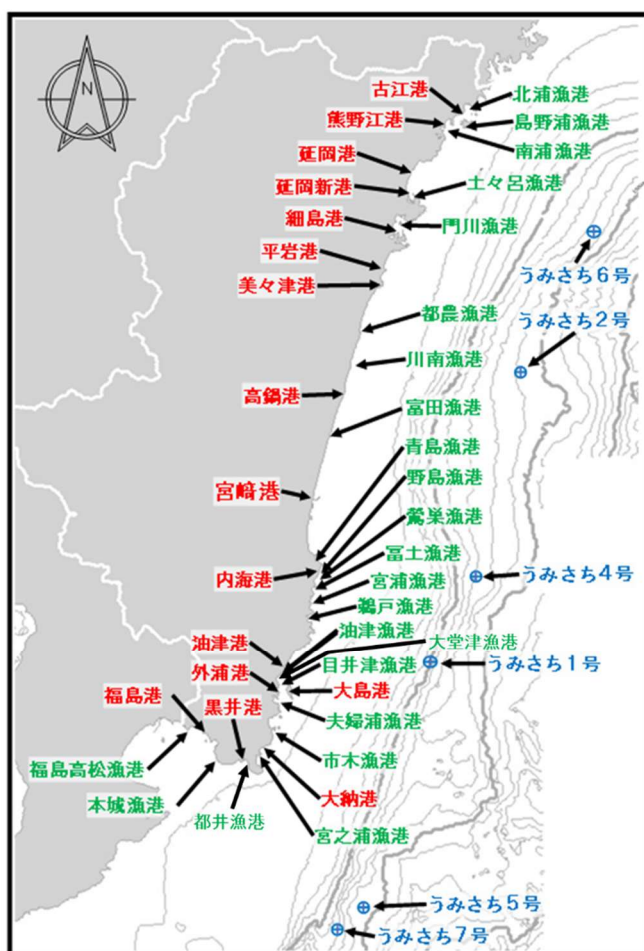 N
古江港
北浦漁港
熊野江港
島野浦漁港
南浦漁港
延岡港
延岡新港
土々呂漁港
細島港
門川漁港
平岩港
うみさち6号
美々津港
都農漁港
うみさち2号
川南漁港
高鍋港
富田漁港
青島漁港
野島漁港
宮﨑港
鶯巣漁港
富土漁港
内海港
うみさち4号
宮浦漁港
鵜戸漁港
油津漁港
油津港
大堂津漁港
目井津漁港
うみさち1号
外浦港
福島港
大島港
黒井港
夫婦浦漁港
福島高松漁港
市木漁港
本城漁港
大納港
都井漁港
宮之浦漁港
うみさち5号
うみさち7号